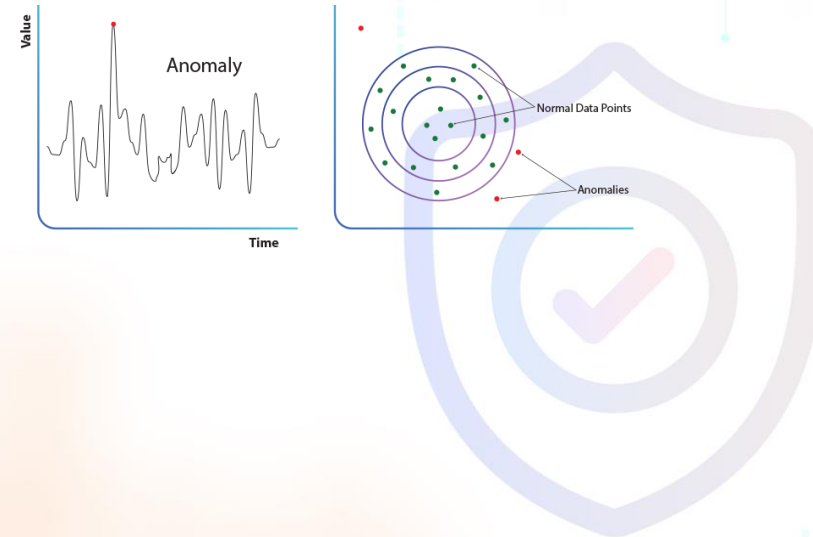 Value
Anomaly
Time
Normal Data Points
Anomalies